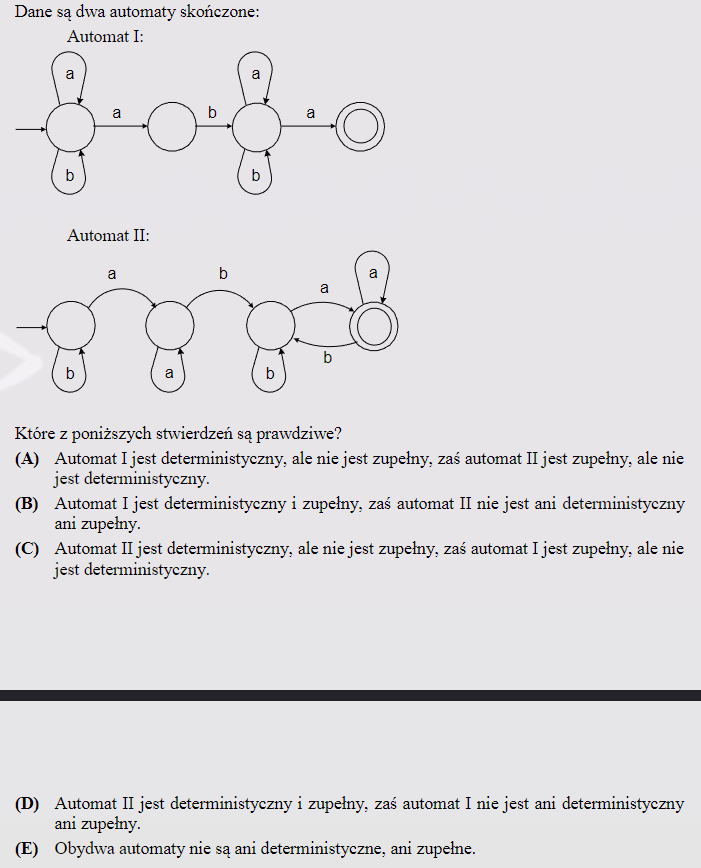 Dane są dwa automaty skończone:
Automat I:
a
a
a
b
a
b
b
Automat II:
a
b
a
a
b
b
a
b
Które z poniższych stwierdzeń są prawdziwe?
(A) Automat I jest deterministyczny, ale nie jest zupełny, zaś automat II jest zupełny, ale nie
jest deterministyczny.
(B) Automat I jest deterministyczny i zupełny, zaś automat II nie jest ani deterministyczny
ani zupełny.
(C) Automat II jest deterministyczny, ale nie jest zupełny, zaś automat I jest zupełny, ale nie
jest deterministyczny.
(D) Automat II jest deterministyczny i zupełny, zaś automat I nie jest ani deterministyczny
ani zupełny.
(E) Obydwa automaty nie są ani deterministyczne, ani zupełne.